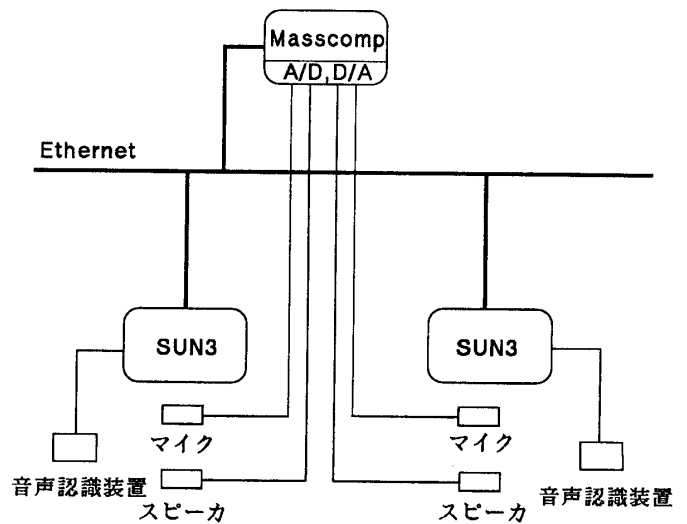 Masscomp
A/D,D/A
Ethernet
SUN3
SUN3
マイク
マイク
音声認識装置
スピーカ
スピーカ
音声認識装置